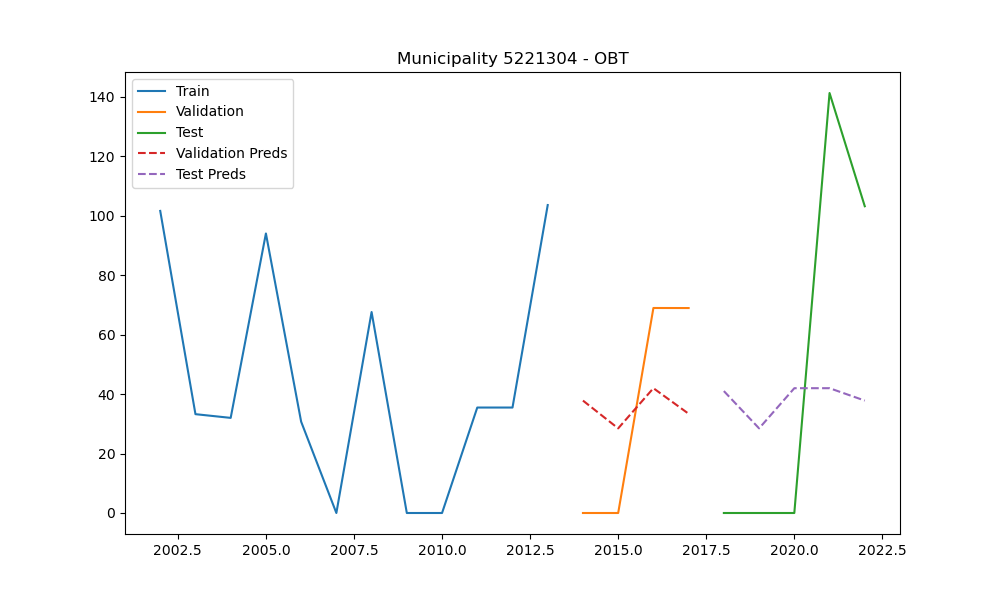 Municipality 5221304 - OBT
Train
Validation
Test
Validation Preds
Test Preds
140
120
100
80
60
40
20
0
2002.5 2005.0 2007.5 2010.0 2012.5 2015.0 2017.5 2020.0 2022.5